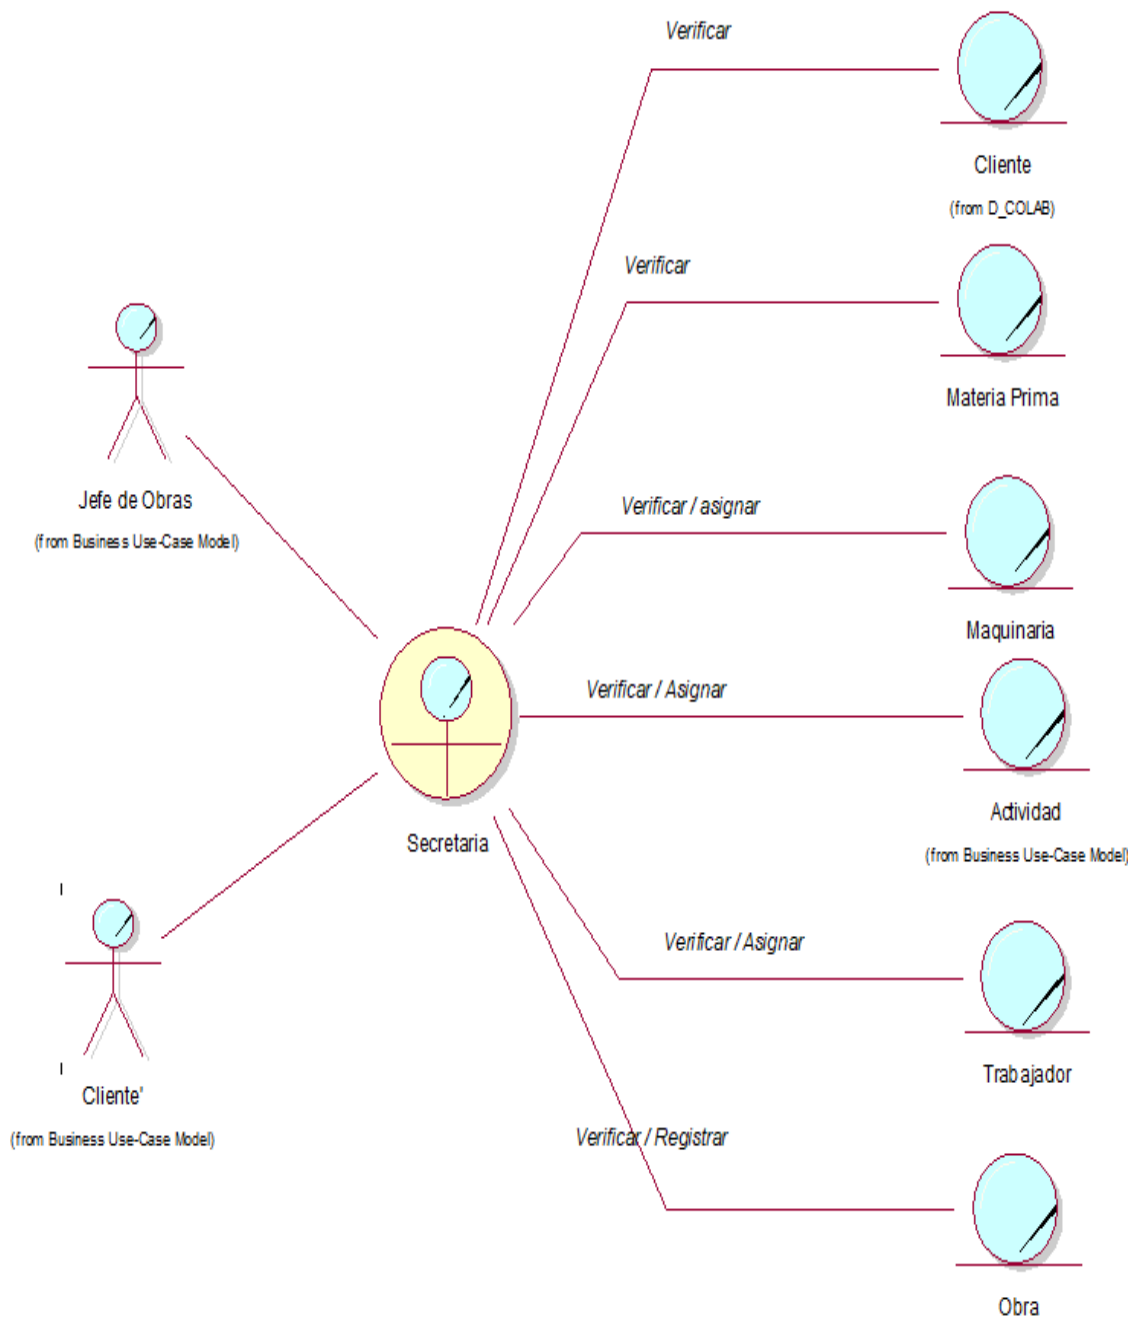 Verificar
Cliente
(from D_COLAB)
Verificar
Materia Prima
Jefe de Obras
(from Business Use-Case Model)
Verificar / asignar
Maquinaria
Verificar / Asignar
Actividad
(from Business Use-Case Model)
Secretaria
Verificar / Asignar
Trabajador
Cliente'
(from Business Use-Case Model)
Verificar / Registrar
Obra